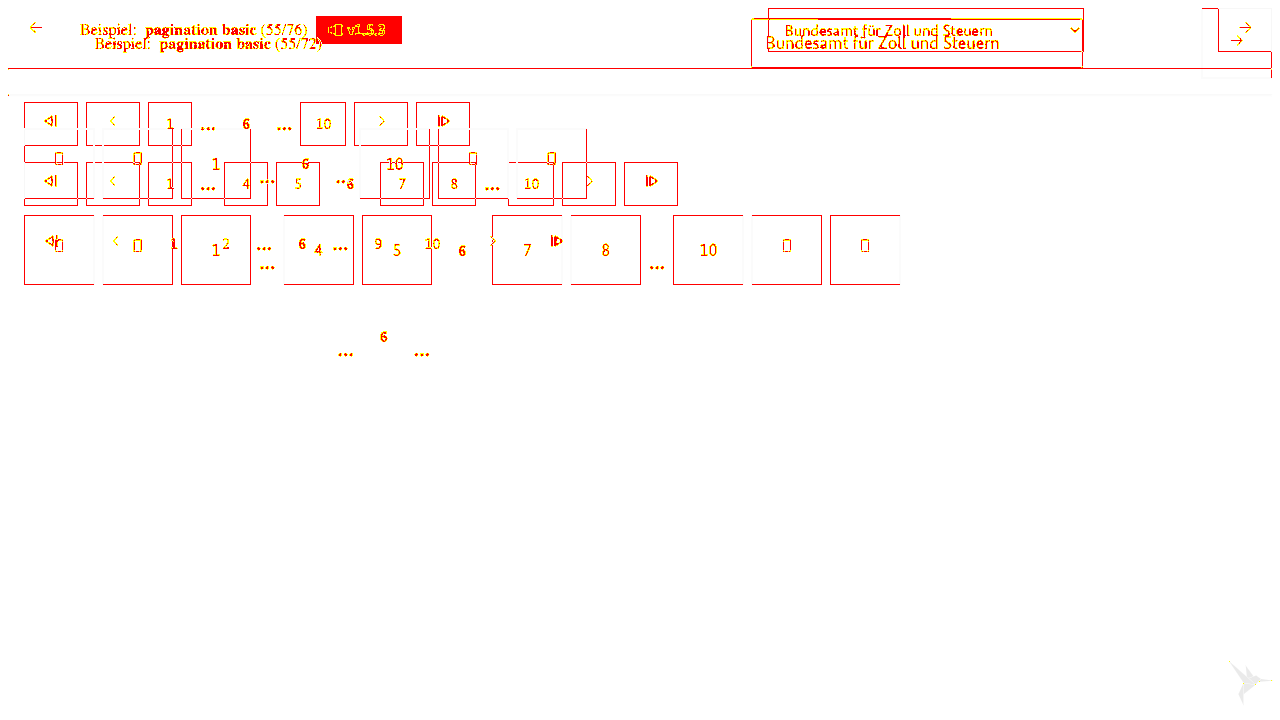 Beispiel: pagination basic (55/76) v1.5.3
Bundesamt für Zoll und Steuern
Beispiel: pagination basic (55/72)
Bundesamt für Zoll und Steuern
1 ... 6 ... 10
1 ... 6 ... 10
1 ... 4 5 6 7 8 ... 10
1 2 ... 6 ... 9 10
1 ... 4 5 6 7 8 ... 10
... 6 ...